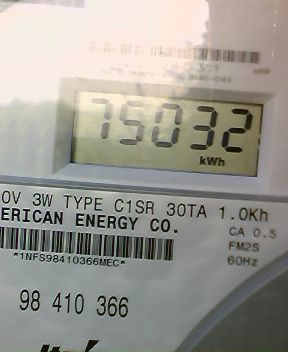 75032
kWh
0V 3W TYPE C1SR 30TA 1.0Kh
ERICAN ENERGY CO.
CA 0.5
FM2S
*1NFS98410366MEC*
60Hz
98 410 366